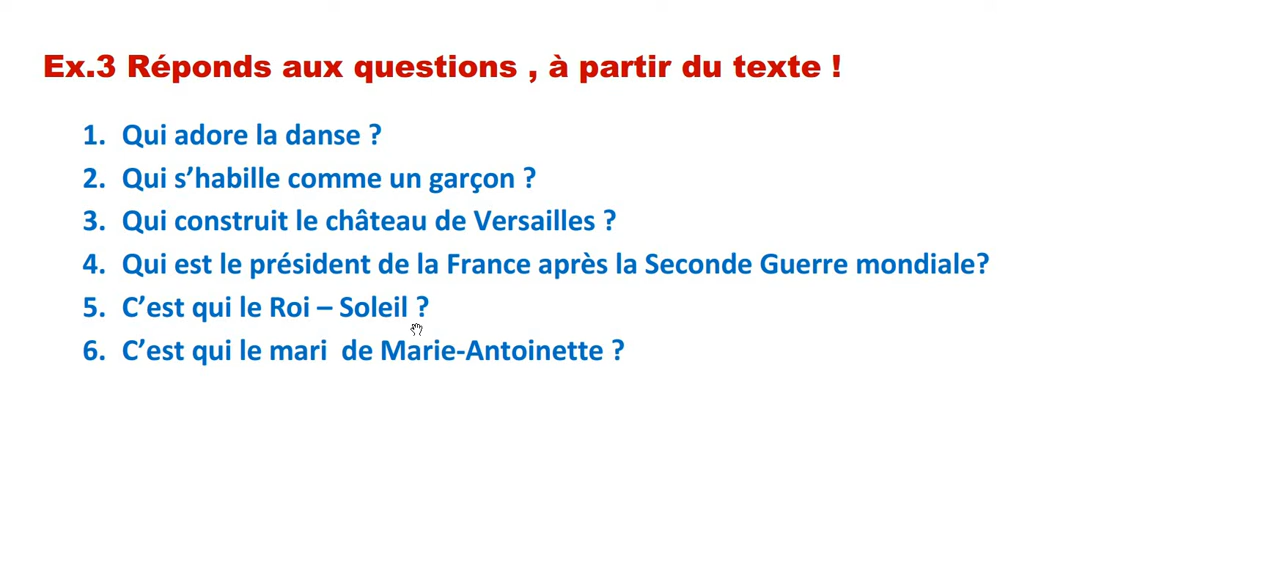 Ex.3 Réponds aux questions , à partir du texte !
1. Qui adore la danse ?
2. Qui s’habille comme un garçon ?
3. Qui construit le château de Versailles ?
4. Qui est le président de la France après la Seconde Guerre mondiale?
5. C’est qui le Roi – Soleil ?
6. C’est qui le mari  de Marie-Antoinette ?